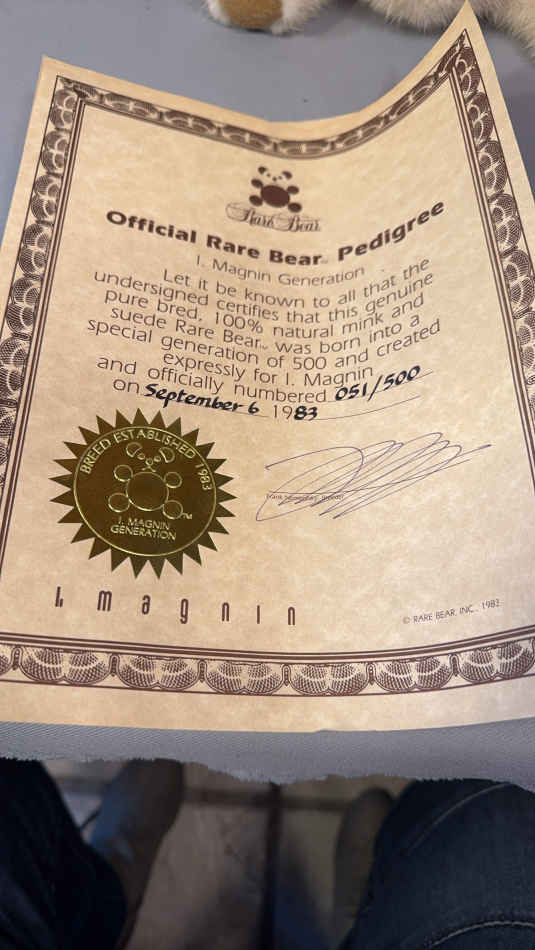 Rare Bear
Official Rare Bear™ Pedigree
I. Magnin Generation
Let it be known to all that the
undersigned certifies that this genuine
pure bred, 100% natural mink and
suede Rare Bear™ was born into a
special generation of 500 and created
expressly for I. Magnin
and officially numbered 051/500
on September 6 1983
BREED ESTABLISHED 1983
I. MAGNIN
GENERATION
TM
I. magnin
© RARE BEAR, INC., 1983